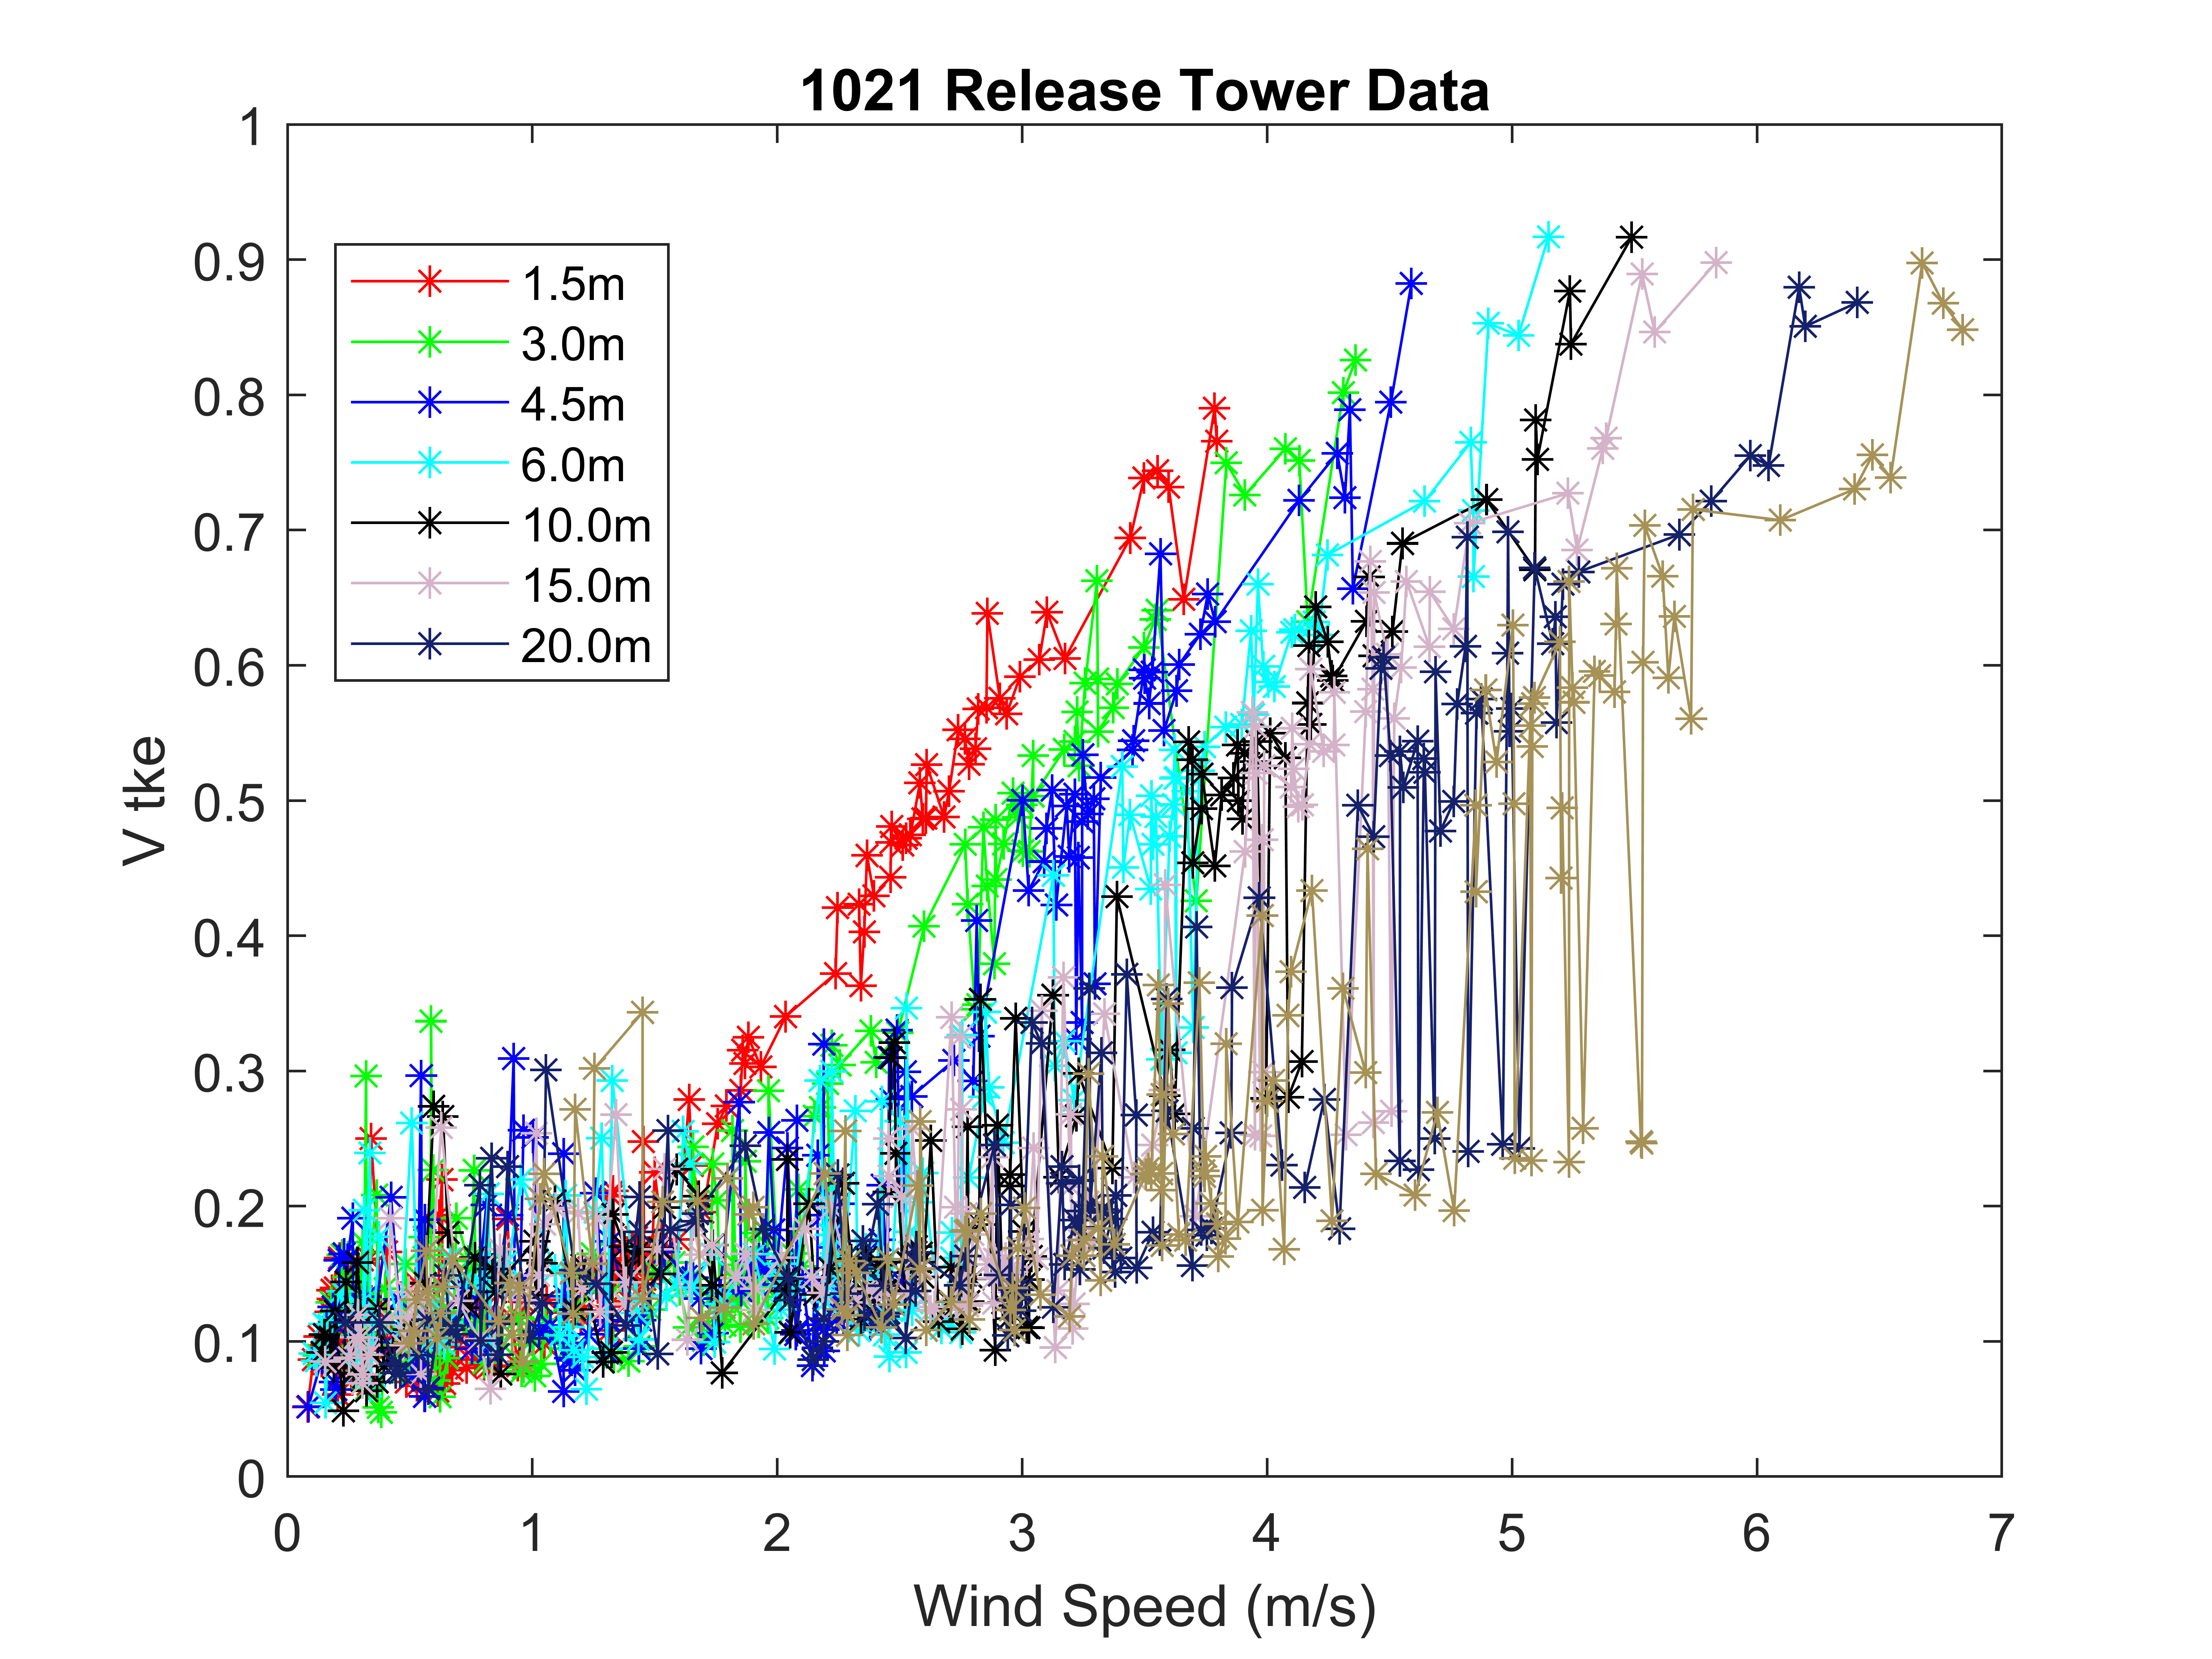 1021 Release Tower Data
1
0.9
0.8
0.7
0.6
0.5
0.4
0.3
0.2
0.1
0
V tke
1.5m
3.0m
4.5m
6.0m
10.0m
15.0m
20.0m
0 1 2 3 4 5 6 7
Wind Speed (m/s)